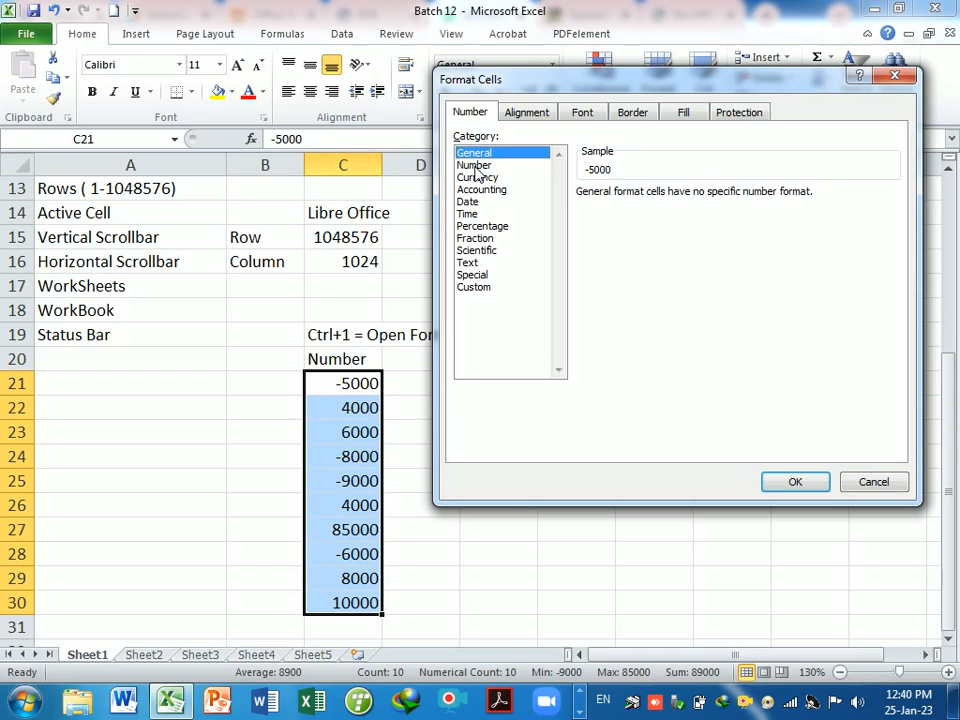 Batch 12 - Microsoft Excel
File Home Insert Page Layout Formulas Data Review View Acrobat PDFelement
Paste
Calibri 11
General
Insert
Clipboard Font Alignment
C21 fx -5000
A B C D
13 Rows ( 1-1048576)
14 Active Cell Libre Office
15 Vertical Scrollbar Row 1048576
16 Horizontal Scrollbar Column 1024
17 WorkSheets
18 WorkBook
19 Status Bar Ctrl+1 = Open For
20 Number
21 -5000
22 4000
23 6000
24 -8000
25 -9000
26 4000
27 85000
28 -6000
29 8000
30 10000
31
Format Cells
Number Alignment Font Border Fill Protection
Category:
General
Number
Currency
Accounting
Date
Time
Percentage
Fraction
Scientific
Text
Special
Custom
Sample
-5000
General format cells have no specific number format.
OK Cancel
Sheet1 Sheet2 Sheet3 Sheet4 Sheet5
Ready Average: 8900 Count: 10 Numerical Count: 10 Min: -9000 Max: 85000 Sum: 89000 130%
EN
12:40 PM
25-Jan-23